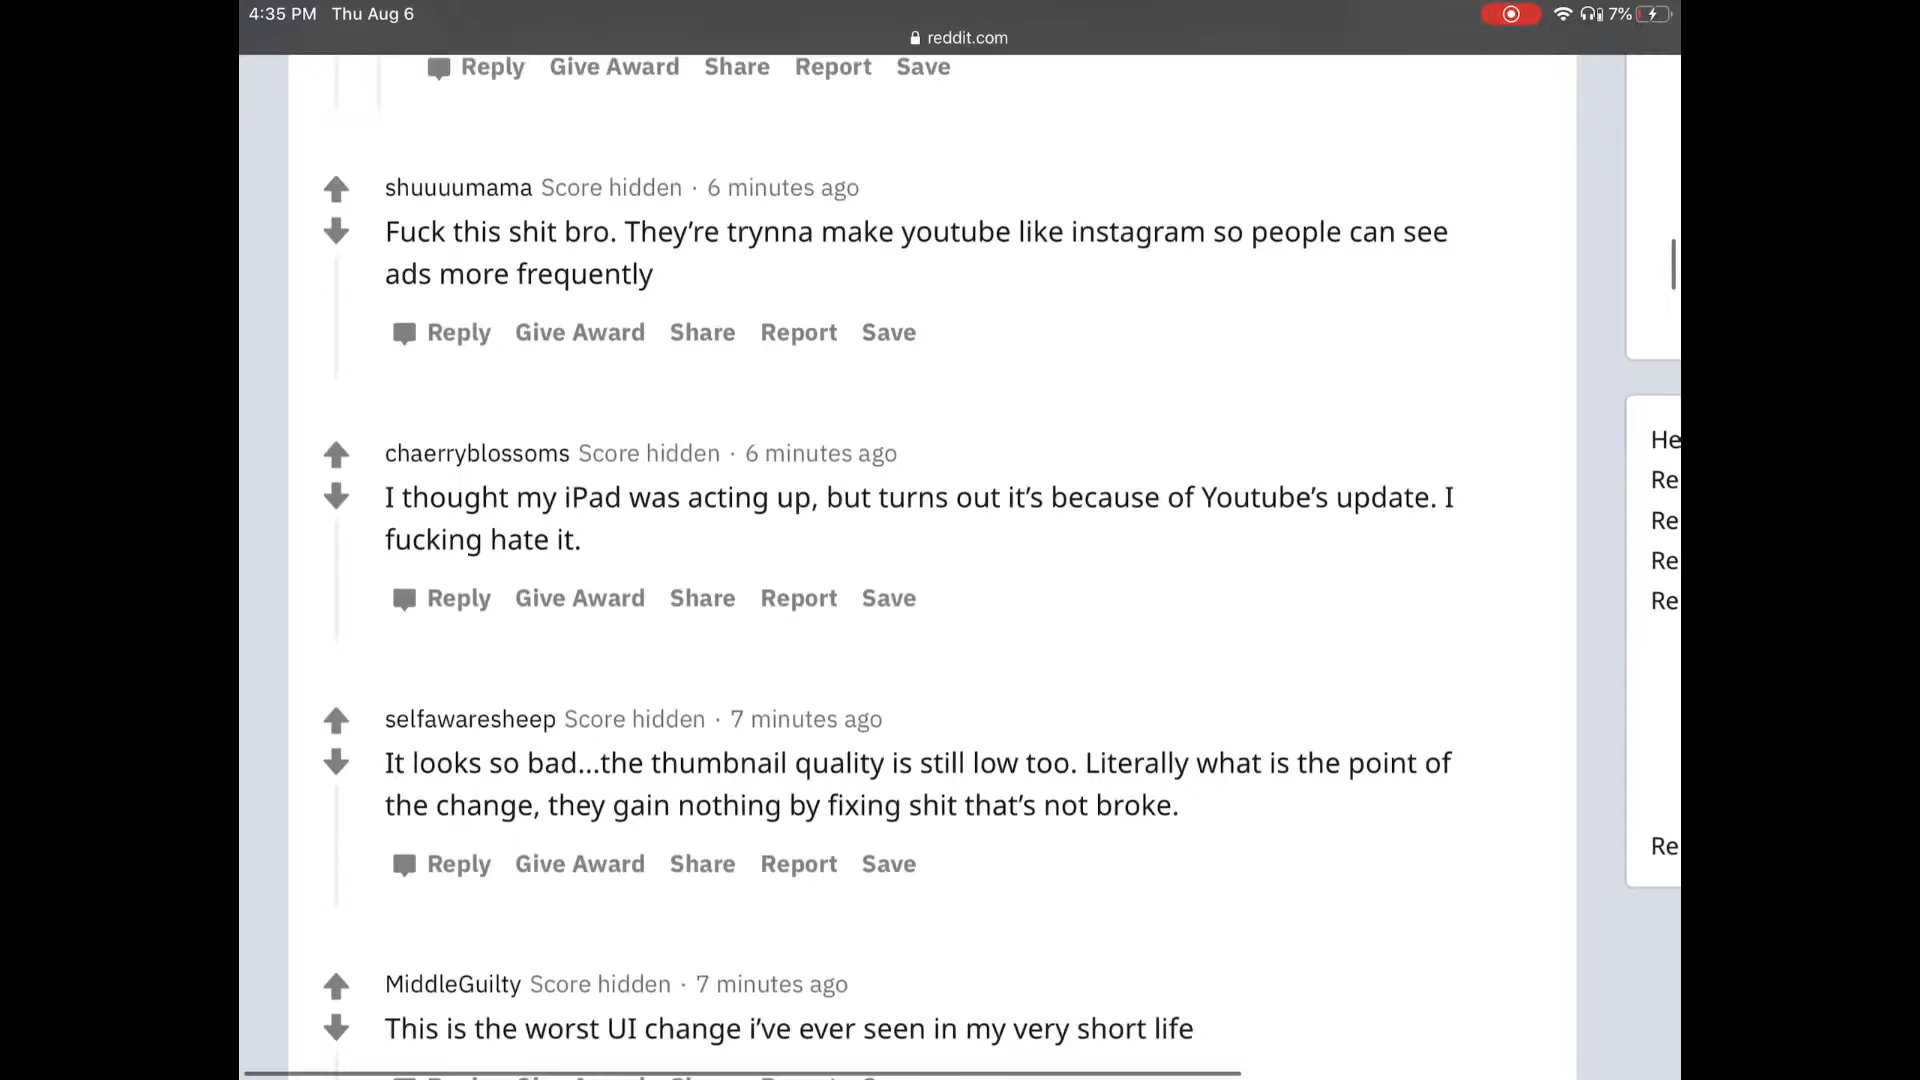 4:35 PM Thu Aug 6
7%
reddit.com
Reply Give Award Share Report Save
shuuuumama Score hidden · 6 minutes ago
Fuck this shit bro. They’re trynna make youtube like instagram so people can see
ads more frequently
Reply Give Award Share Report Save
chaerryblossoms Score hidden · 6 minutes ago
I thought my iPad was acting up, but turns out it’s because of Youtube’s update. I
fucking hate it.
Reply Give Award Share Report Save
selfawaresheep Score hidden · 7 minutes ago
It looks so bad...the thumbnail quality is still low too. Literally what is the point of
the change, they gain nothing by fixing shit that’s not broke.
Reply Give Award Share Report Save
MiddleGuilty Score hidden · 7 minutes ago
This is the worst UI change i’ve ever seen in my very short life
He
Re
Re
Re
Re
Re